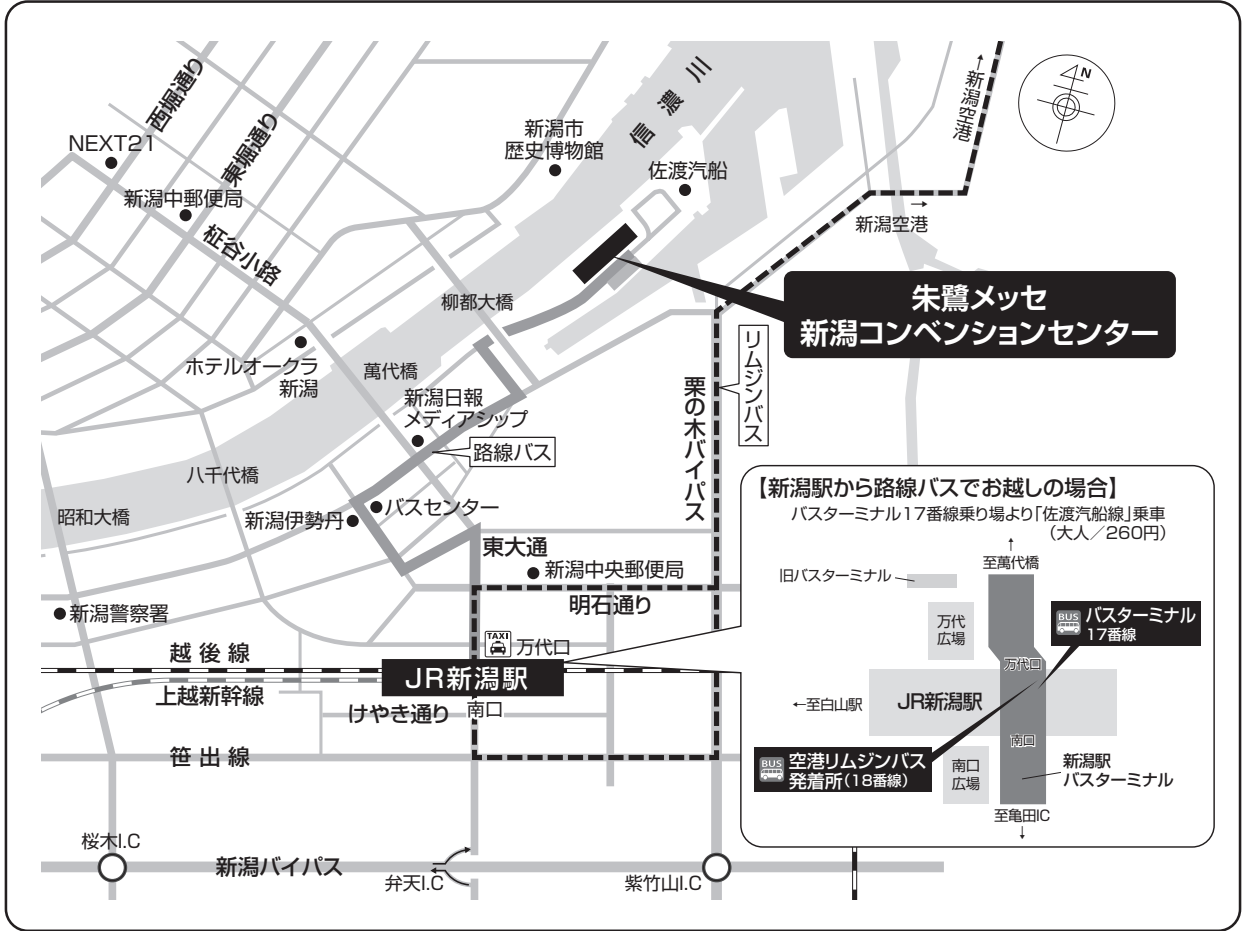 西堀通り
東堀通り
NEXT21
新潟中郵便局
柾谷小路
新潟市
歴史博物館
信濃川
佐渡汽船
↑新潟空港
N
→
新潟空港
朱鷺メッセ
新潟コンベンションセンター
柳都大橋
ホテルオークラ
新潟
萬代橋
新潟日報
メディアシップ
路線バス
リムジンバス
栗の木バイパス
八千代橋
昭和大橋
新潟伊勢丹
バスセンター
東大通
新潟中央郵便局
明石通り
新潟警察署
TAXI
万代口
越後線
JR新潟駅
上越新幹線
けやき通り
南口
笹出線
桜木I.C
新潟バイパス
弁天I.C
紫竹山I.C
【新潟駅から路線バスでお越しの場合】
バスターミナル17番線乗り場より「佐渡汽船線」乗車
(大人/260円)
↑
至萬代橋
旧バスターミナル
万代
広場
BUS バスターミナル
17番線
万代口
←至白山駅
JR新潟駅
南口
BUS 空港リムジンバス
発着所(18番線)
南口
広場
新潟駅
バスターミナル
至亀田IC
↓